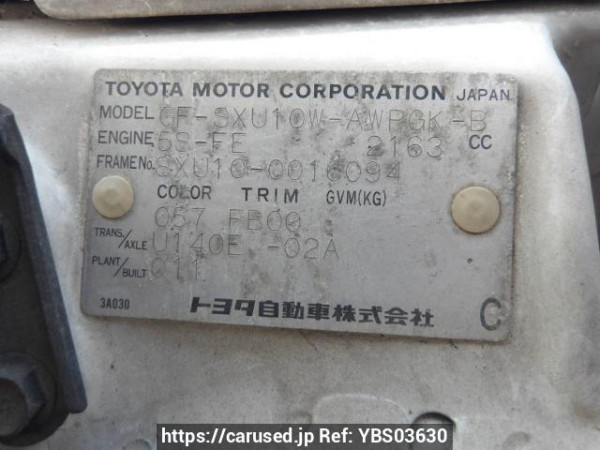 TOYOTA MOTOR CORPORATION JAPAN
MODEL GF-SXU10W-AWPGK-B
ENGINE 5S-FE 2163 CC
FRAME No. SXU10-0016094
COLOR TRIM GVM(KG)
057 FB00
TRANS./AXLE U140E -02A
PLANT/BUILT C11
3A030 トヨタ自動車株式会社 C
https://carused.jp Ref: YBS03630